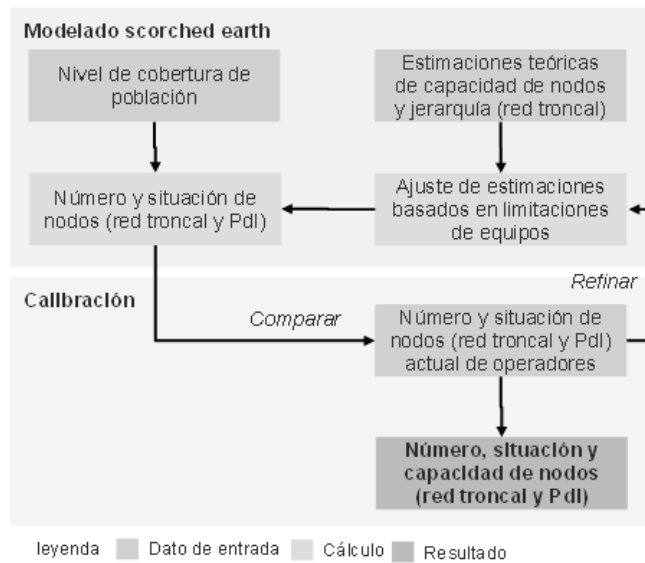 Modelado scorched earth
Nivel de cobertura de
población
Estimaciones teóricas
de capacidad de nodos
y jerarquía (red troncal)
Número y situación de
nodos (red troncal y PdI)
Ajuste de estimaciones
basados en limitaciones
de equipos
Refinar
Calibración
Comparar
Número y situación de
nodos (red troncal y PdI)
actual de operadores
Número, situación y
capacidad de nodos
(red troncal y PdI)
leyenda Dato de entrada Cálculo Resultado